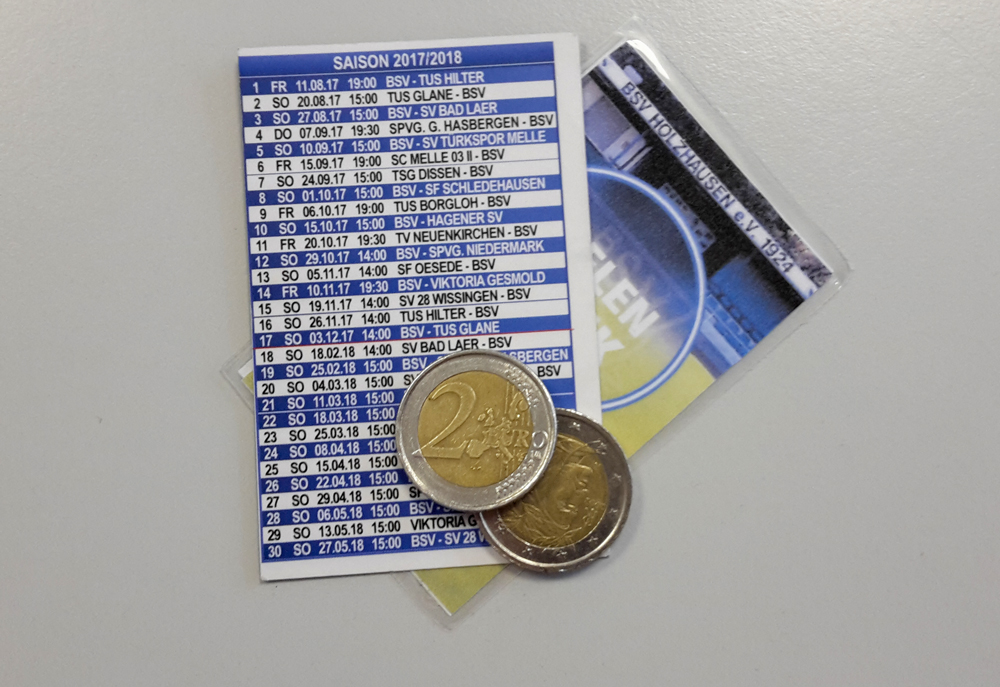 SAISON 2017/2018
1 FR 11.08.17 19:00 BSV - TUS HILTER
2 SO 20.08.17 15:00 TUS GLANE - BSV
3 SO 27.08.17 15:00 BSV - SV BAD LAER
4 DO 07.09.17 19:30 SPVG. G. HASBERGEN - BSV
5 SO 10.09.17 15:00 BSV - SV TÜRKSPOR MELLE
6 FR 15.09.17 19:00 SC MELLE 03 II - BSV
7 SO 24.09.17 15:00 TSG DISSEN - BSV
8 SO 01.10.17 15:00 BSV - SF SCHLEDEHAUSEN
9 FR 06.10.17 19:00 TUS BORGLOH - BSV
10 SO 15.10.17 15:00 BSV - HAGENER SV
11 FR 20.10.17 19:30 TV NEUENKIRCHEN - BSV
12 SO 29.10.17 14:00 BSV - SPVG. NIEDERMARK
13 SO 05.11.17 14:00 SF OESEDE - BSV
14 FR 10.11.17 19:30 BSV - VIKTORIA GESMOLD
15 SO 19.11.17 14:00 SV 28 WISSINGEN - BSV
16 SO 26.11.17 14:00 TUS HILTER - BSV
17 SO 03.12.17 14:00 BSV - TUS GLANE
18 SO 18.02.18 14:00 SV BAD LAER - BSV
19 SO 25.02.18 15:00 BSV - SBERGEN
20 SO 04.03.18 15:00 BSV
21 SO 11.03.18 15:00
22 SO 18.03.18 15:00
23 SO 25.03.18 15:00
24 SO 08.04.18 15:00
25 SO 15.04.18 15:00
26 SO 22.04.18 15:00
27 SO 29.04.18 15:00
28 SO 06.05.18 15:00 BSV -
29 SO 13.05.18 15:00 VIKTORIA G
30 SO 27.05.18 15:00 BSV - SV 28
BSV HOLZHAUSEN e.V. 1924
ELEN
K
2 EURO